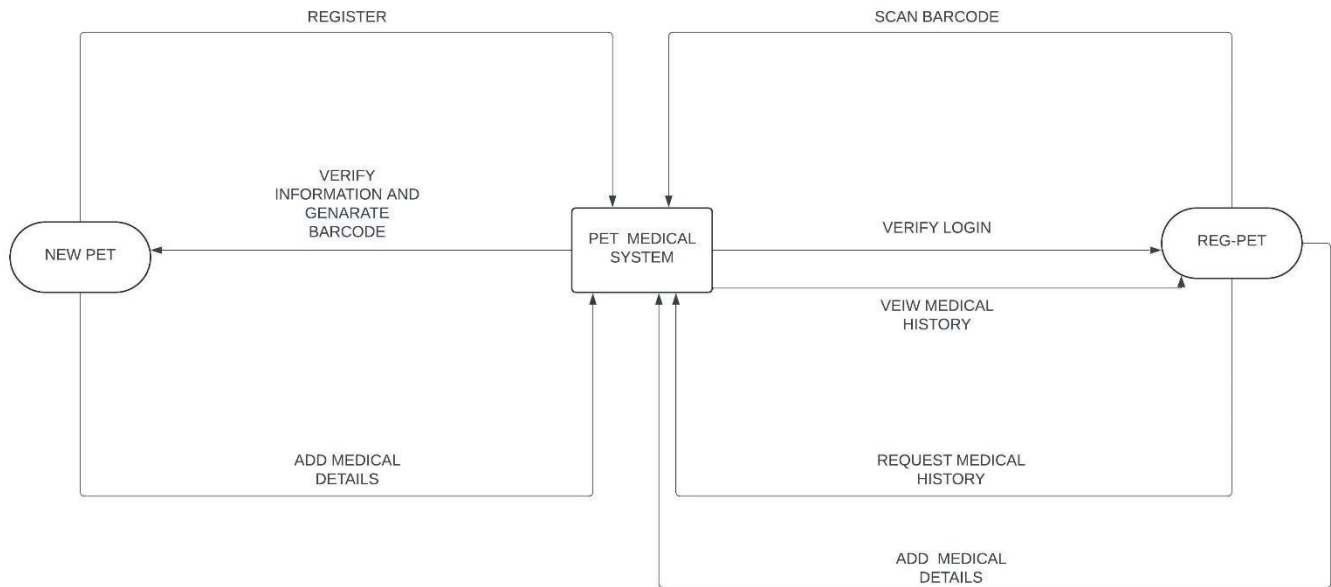 REGISTER
SCAN BARCODE
VERIFY
INFORMATION AND
GENARATE
BARCODE
NEW PET
PET MEDICAL
SYSTEM
VERIFY LOGIN
REG-PET
VEIW MEDICAL
HISTORY
ADD MEDICAL
DETAILS
REQUEST MEDICAL
HISTORY
ADD MEDICAL
DETAILS